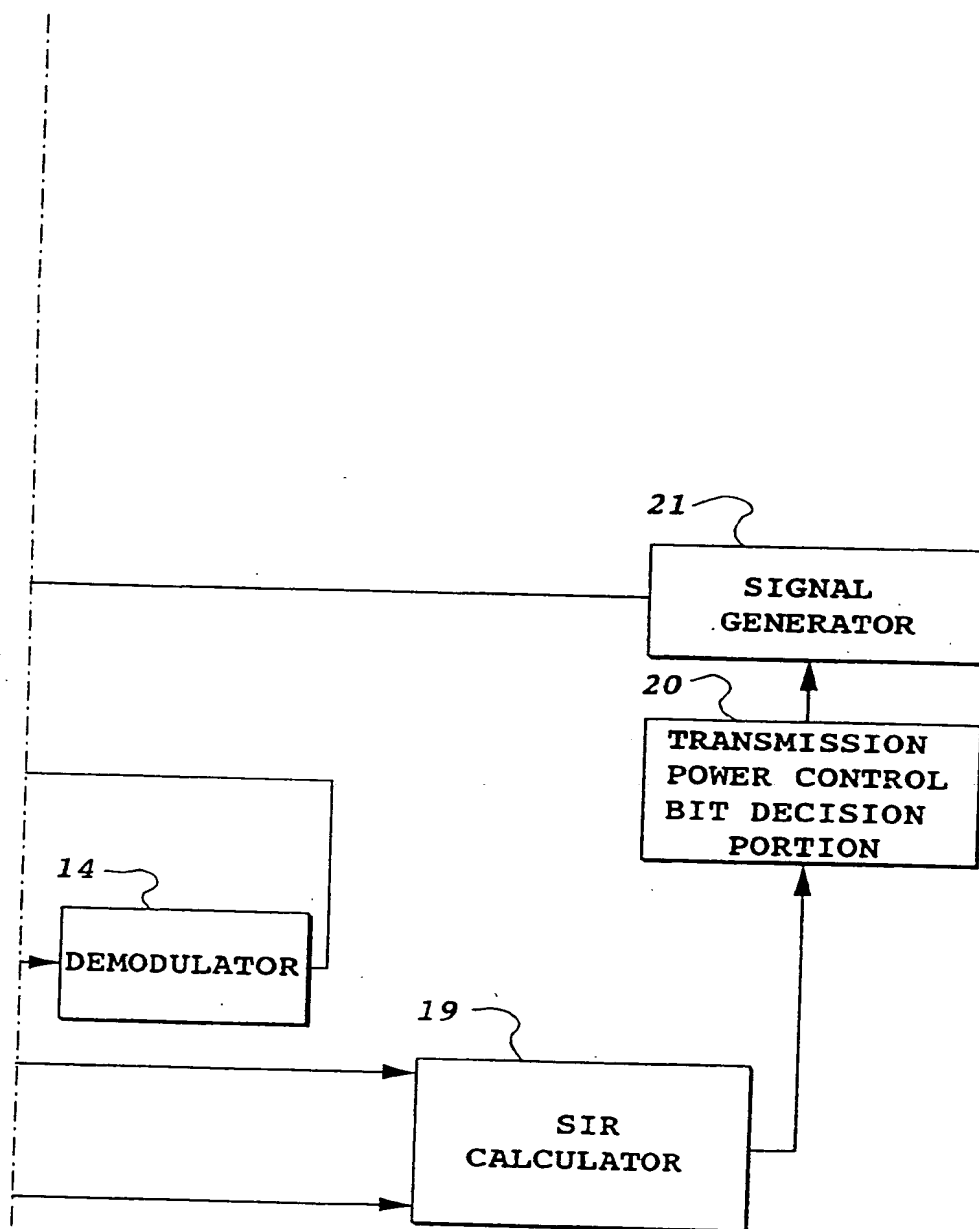 21
SIGNAL
GENERATOR
20
TRANSMISSION
POWER CONTROL
BIT DECISION
PORTION
14
DEMODULATOR
19
SIR
CALCULATOR